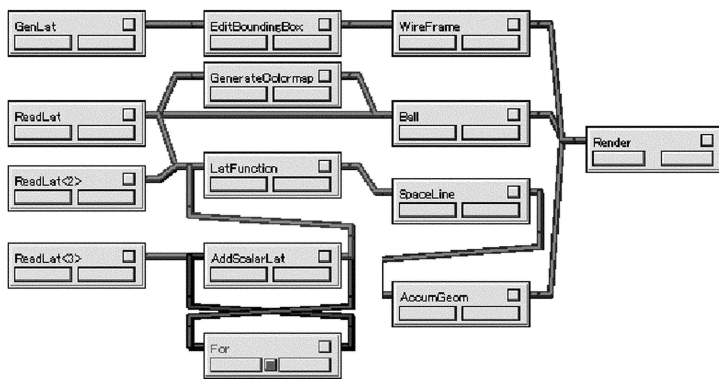 GenLat
EditBoundingBox
WireFrame
GenerateColormap
ReadLat
Ball
Render
ReadLat<2>
LatFunction
SpaceLine
ReadLat<3>
AddScalarLat
AccumGeom
For